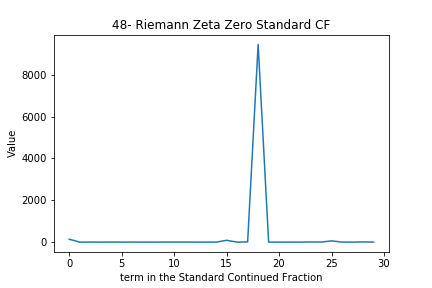 48- Riemann Zeta Zero Standard CF
8000
6000
4000
2000
0
Value
0 5 10 15 20 25 30
term in the Standard Continued Fraction